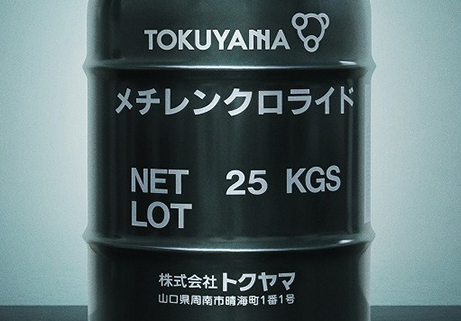 TOKUYAMA
メチレンクロライド
NET 25 KGS
LOT
株式会社トクヤマ
山口県周南市晴海町1番1号